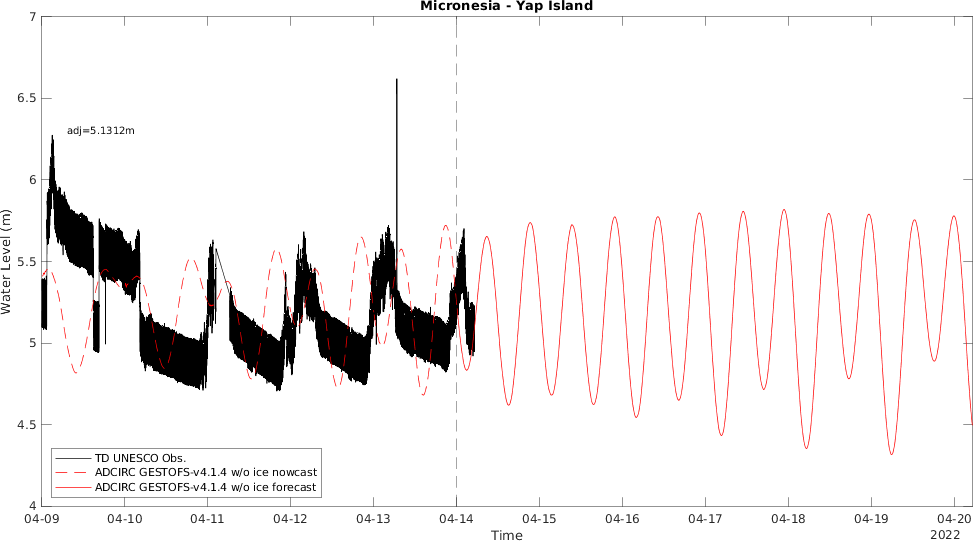 Micronesia - Yap Island
7
6.5
6
5.5
5
4.5
4
Water Level (m)
adj=5.1312m
TD UNESCO Obs.
ADCIRC GESTOFS-v4.1.4 w/o ice nowcast
ADCIRC GESTOFS-v4.1.4 w/o ice forecast
04-09 04-10 04-11 04-12 04-13 04-14 04-15 04-16 04-17 04-18 04-19 04-20
Time
2022